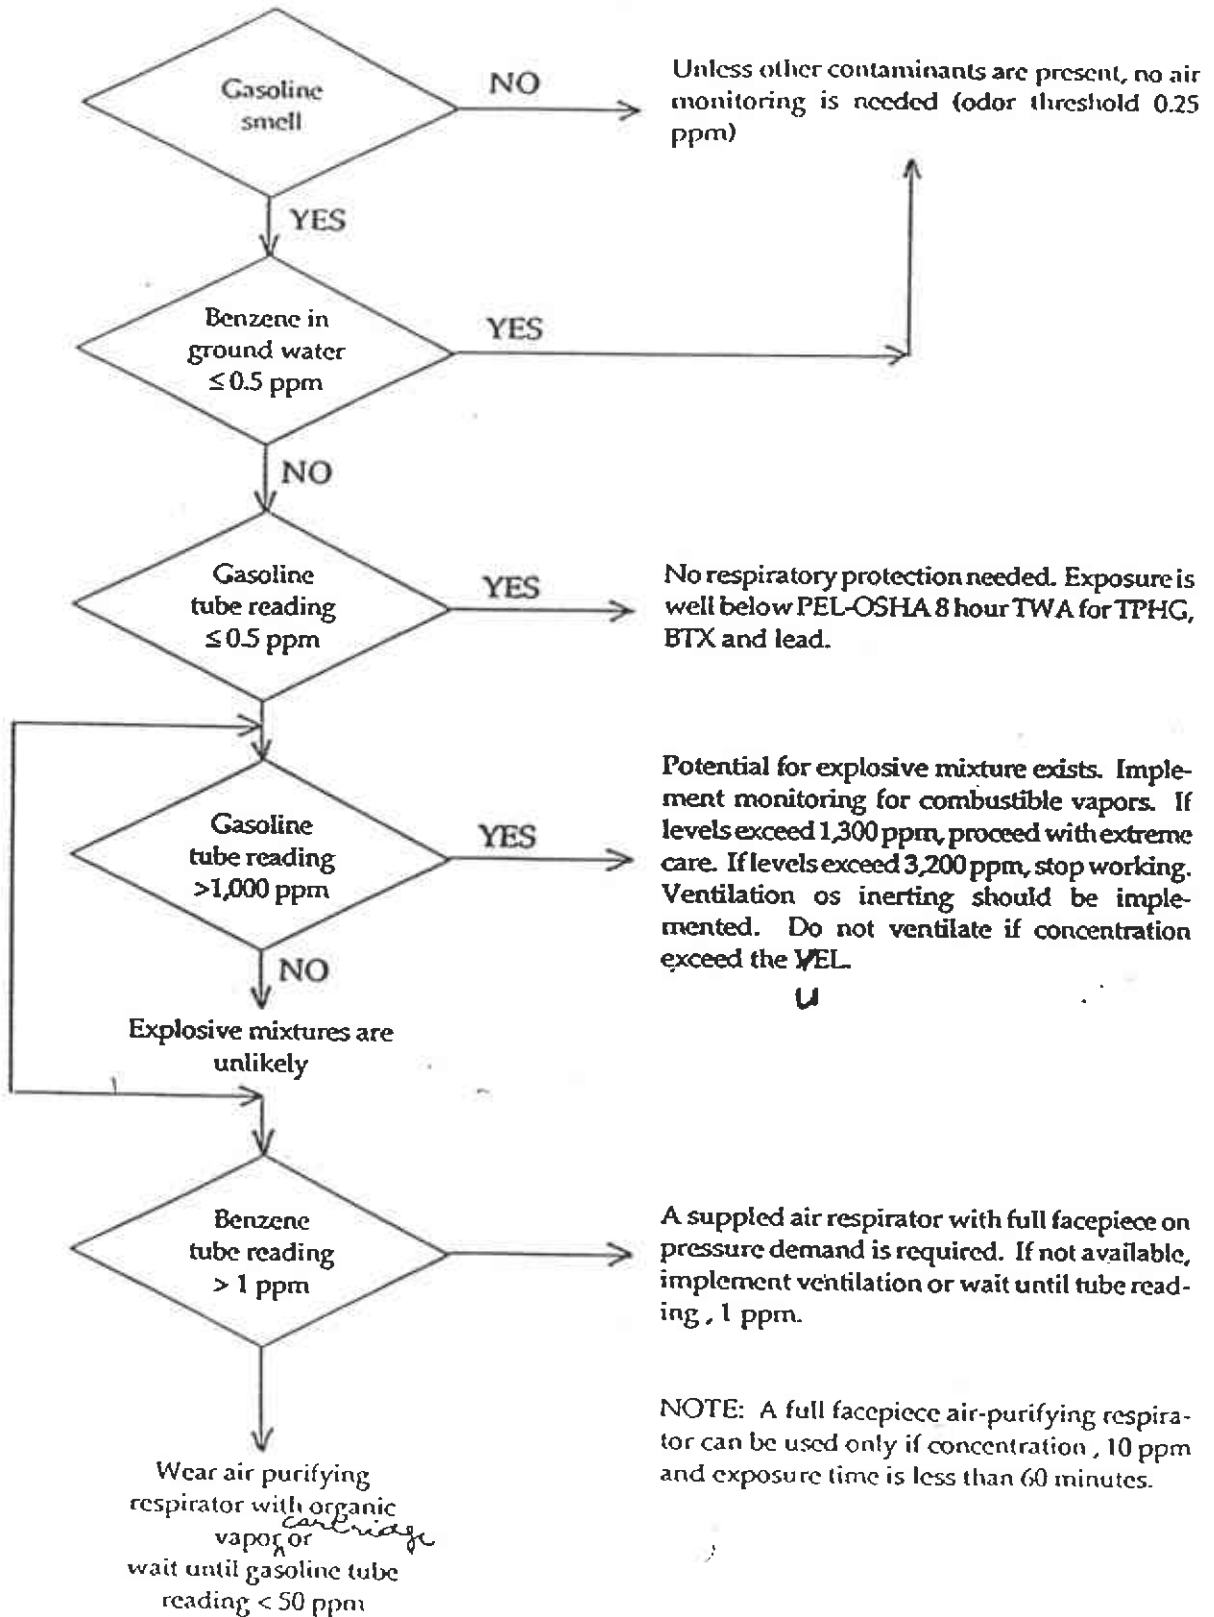 Gasoline
smell
NO
Unless other contaminants are present, no air
monitoring is needed (odor threshold 0.25
ppm)
YES
Benzene in
ground water
≤ 0.5 ppm
YES
NO
Gasoline
tube reading
≤ 0.5 ppm
YES
No respiratory protection needed. Exposure is
well below PEL-OSHA 8 hour TWA for TPHG,
BTX and lead.
Gasoline
tube reading
>1,000 ppm
YES
Potential for explosive mixture exists. Imple-
ment monitoring for combustible vapors. If
levels exceed 1,300 ppm, proceed with extreme
care. If levels exceed 3,200 ppm, stop working.
Ventilation os inerting should be imple-
mented. Do not ventilate if concentration
exceed the VEL.
u
NO
Explosive mixtures are
unlikely
Benzene
tube reading
> 1 ppm
A suppled air respirator with full facepiece on
pressure demand is required. If not available,
implement ventilation or wait until tube read-
ing , 1 ppm.
NOTE: A full facepiece air-purifying respira-
tor can be used only if concentration , 10 ppm
and exposure time is less than 60 minutes.
Wear air purifying
respirator with organic
cartridge
vapor or
wait until gasoline tube
reading < 50 ppm